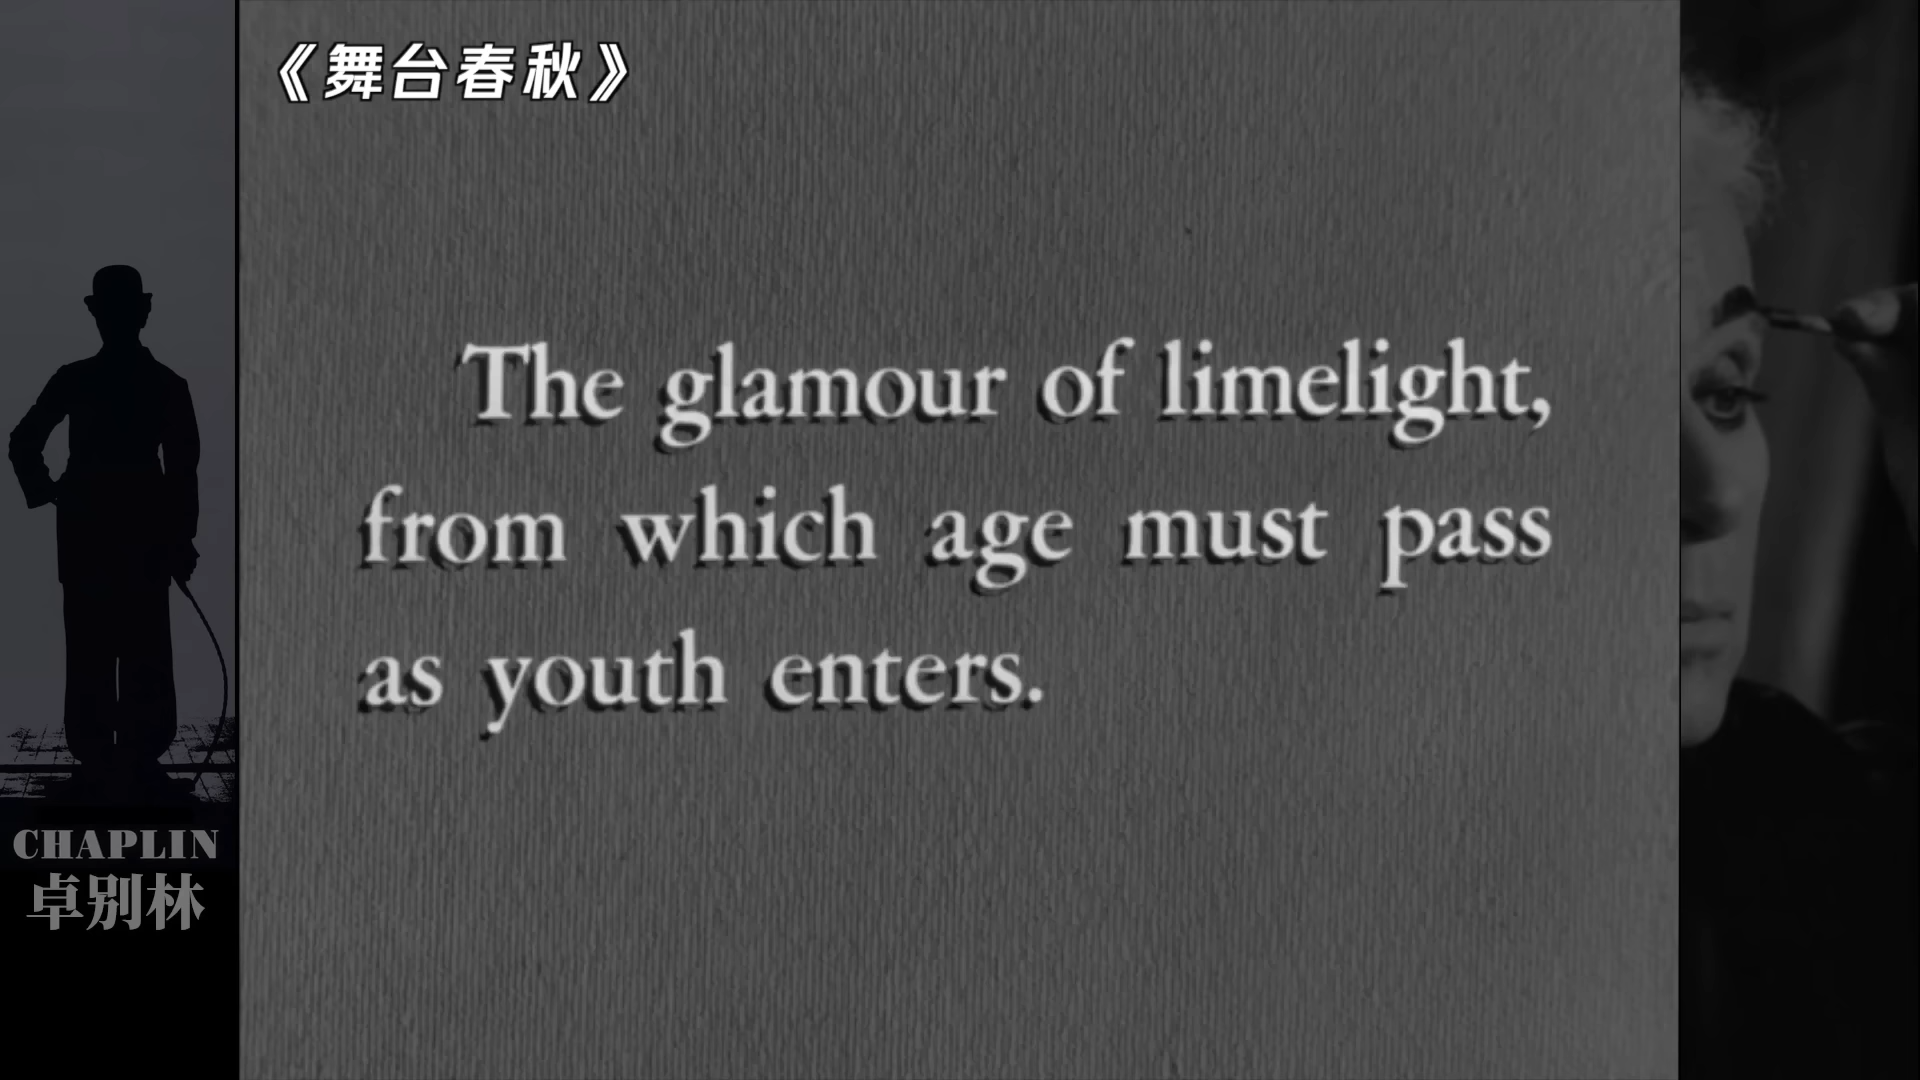 《舞台春秋》
The glamour of limelight,
from which age must pass
as youth enters.
CHAPLIN
卓别林